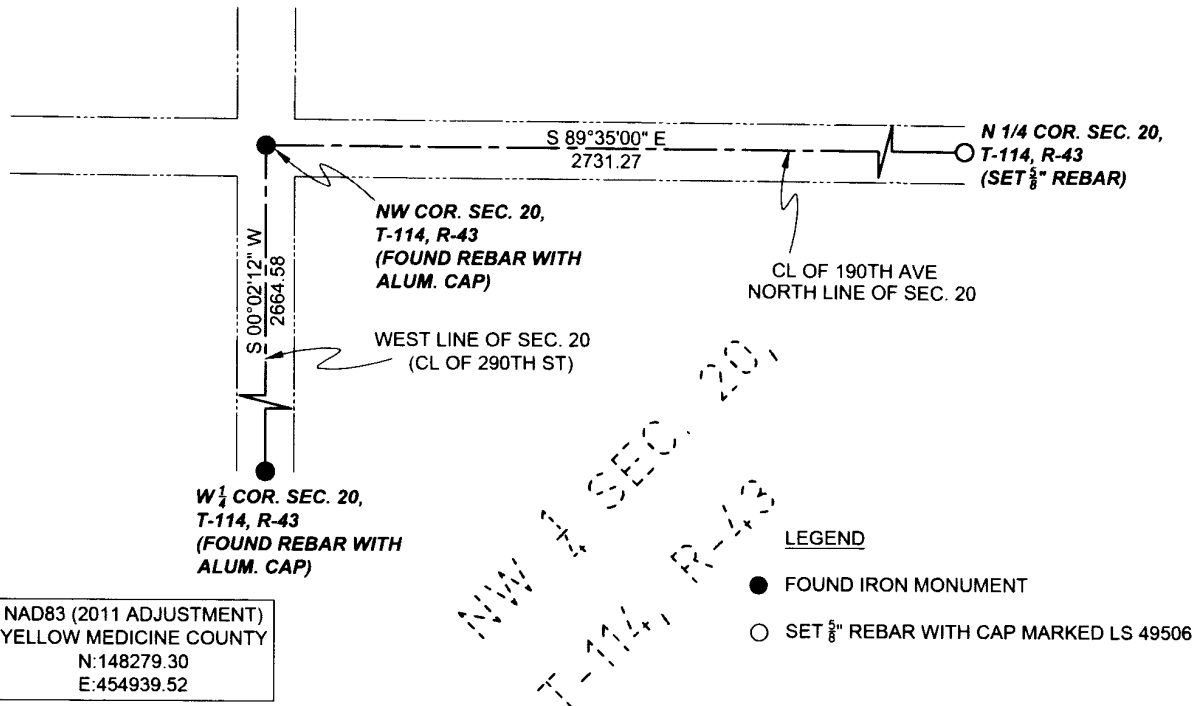 S 89°35'00" E
2731.27
N 1/4 COR. SEC. 20,
T-114, R-43
(SET 5/8" REBAR)
NW COR. SEC. 20,
T-114, R-43
(FOUND REBAR WITH
ALUM. CAP)
S 00°02'12" W
2664.58
CL OF 190TH AVE
NORTH LINE OF SEC. 20
WEST LINE OF SEC. 20
(CL OF 290TH ST)
W 1/4 COR. SEC. 20,
T-114, R-43
(FOUND REBAR WITH
ALUM. CAP)
NW 1/4 SEC. 20,
T-114, R-43
LEGEND
FOUND IRON MONUMENT
SET 5/8" REBAR WITH CAP MARKED LS 49506
NAD83 (2011 ADJUSTMENT)
YELLOW MEDICINE COUNTY
N:148279.30
E:454939.52